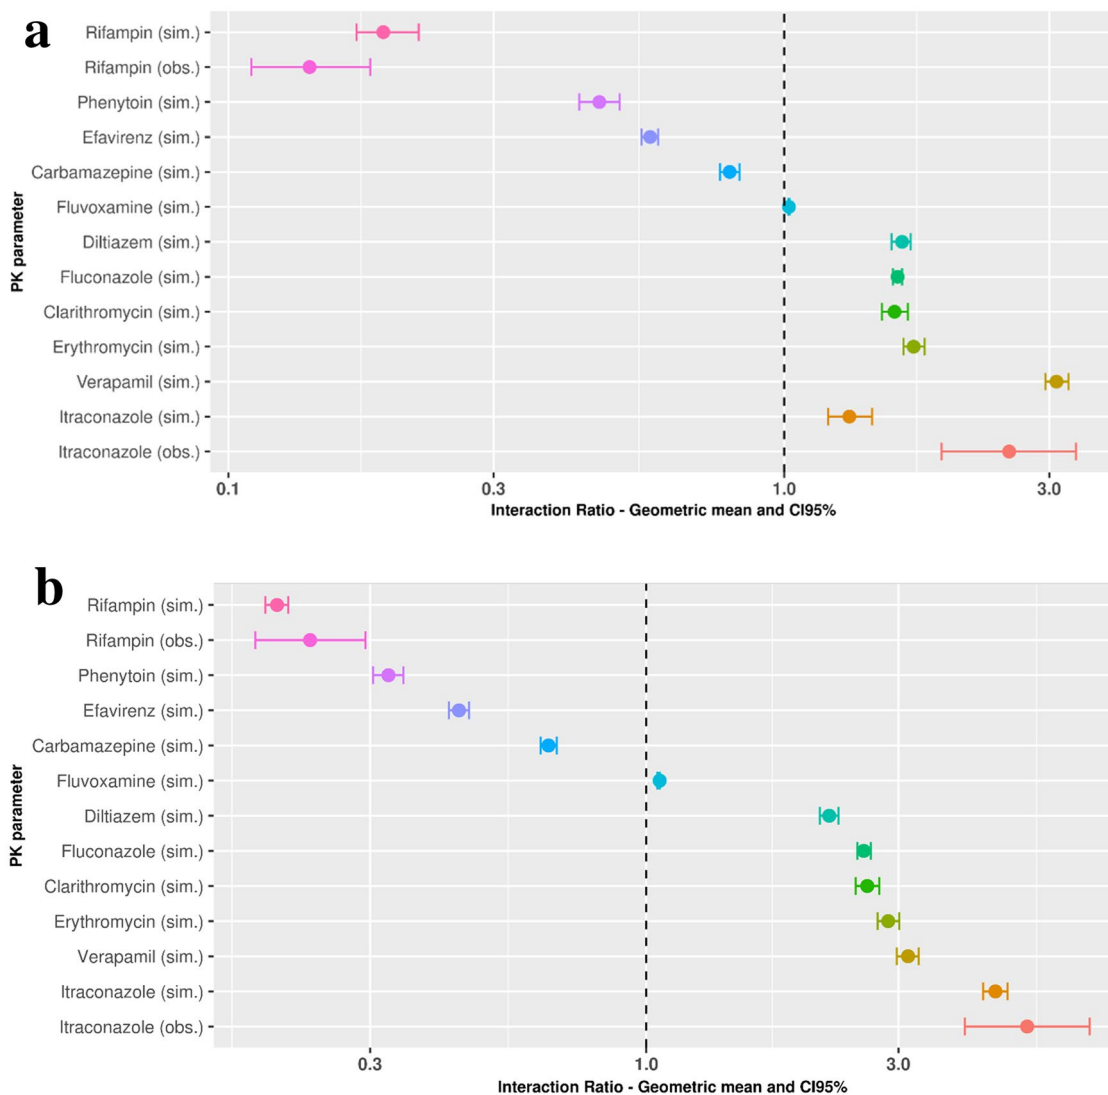 a
Rifampin (sim.)
Rifampin (obs.)
Phenytoin (sim.)
Efavirenz (sim.)
Carbamazepine (sim.)
Fluvoxamine (sim.)
Diltiazem (sim.)
Fluconazole (sim.)
Clarithromycin (sim.)
Erythromycin (sim.)
Verapamil (sim.)
Itraconazole (sim.)
Itraconazole (obs.)
PK parameter
0.1 0.3 1.0 3.0
Interaction Ratio - Geometric mean and CI95%
b
Rifampin (sim.)
Rifampin (obs.)
Phenytoin (sim.)
Efavirenz (sim.)
Carbamazepine (sim.)
Fluvoxamine (sim.)
Diltiazem (sim.)
Fluconazole (sim.)
Clarithromycin (sim.)
Erythromycin (sim.)
Verapamil (sim.)
Itraconazole (sim.)
Itraconazole (obs.)
PK parameter
0.3 1.0 3.0
Interaction Ratio - Geometric mean and CI95%